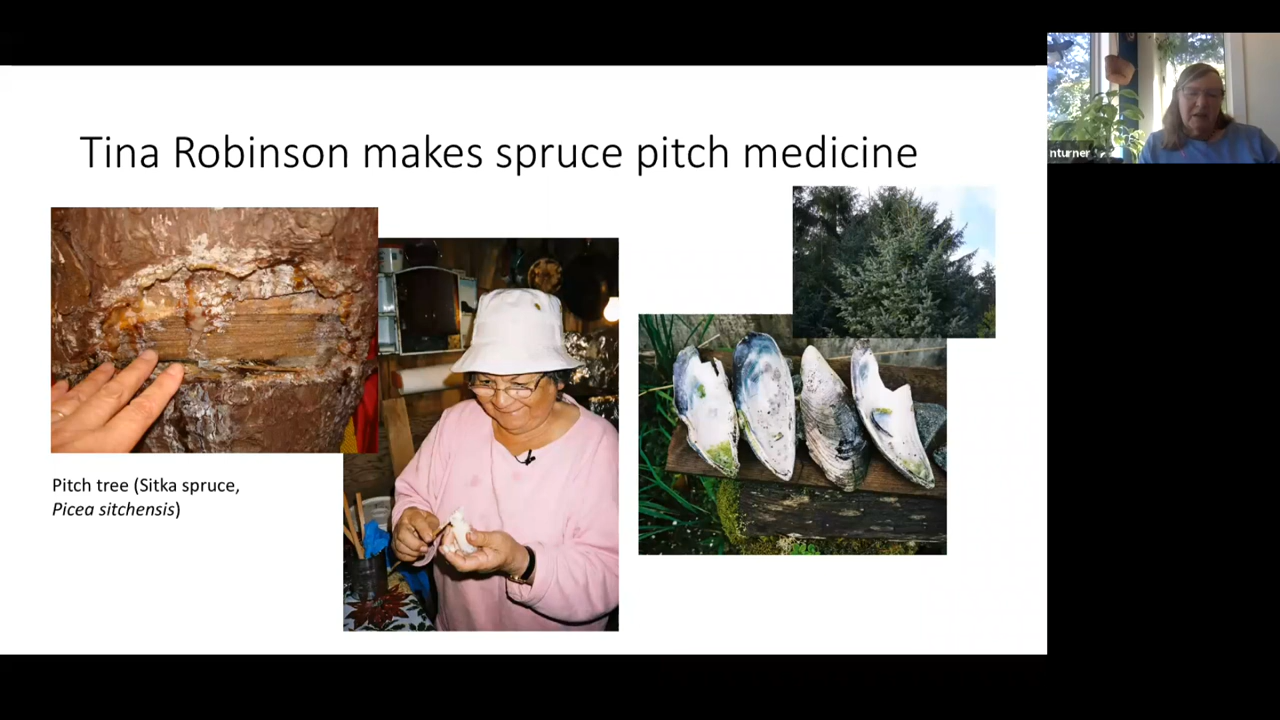 Tina Robinson makes spruce pitch medicine
nturner
Pitch tree (Sitka spruce,
Picea sitchensis)